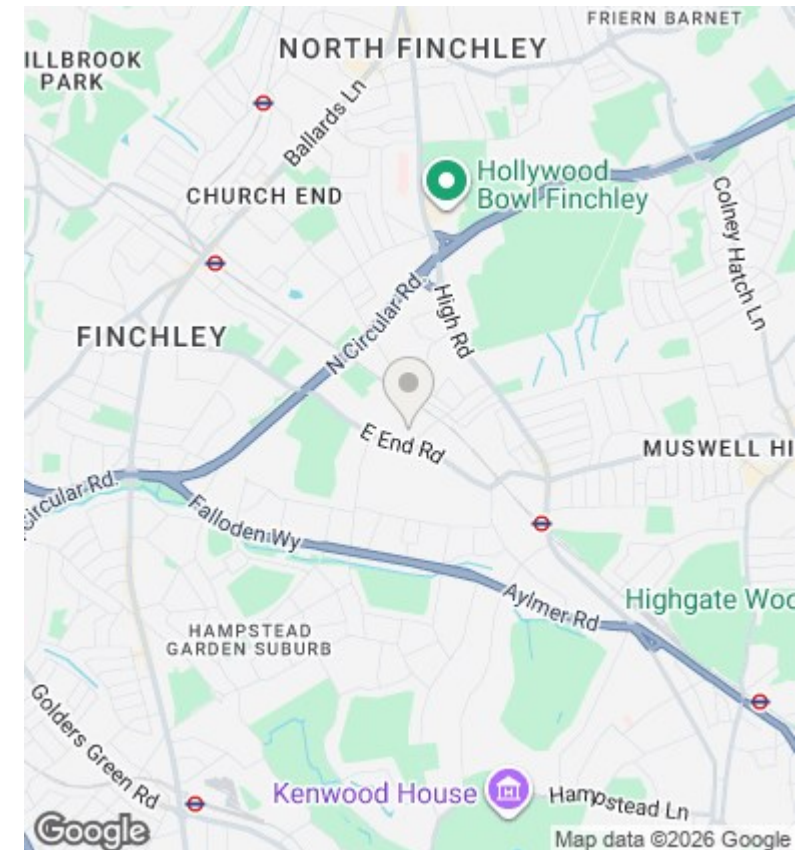 FRIERN BARNET
NORTH FINCHLEY
ILLBROOK
PARK
Ballards Ln
Hollywood
Bowl Finchley
CHURCH END
Colney Hatch Ln
N Circular Rd.
High Rd
FINCHLEY
E End Rd
MUSWELL HI
Circular Rd.
Falloden Wy
Aylmer Rd
Highgate Woo
HAMPSTEAD
GARDEN SUBURB
Golders Green Rd
Kenwood House
Hampstead Ln
Google
Map data ©2026 Google